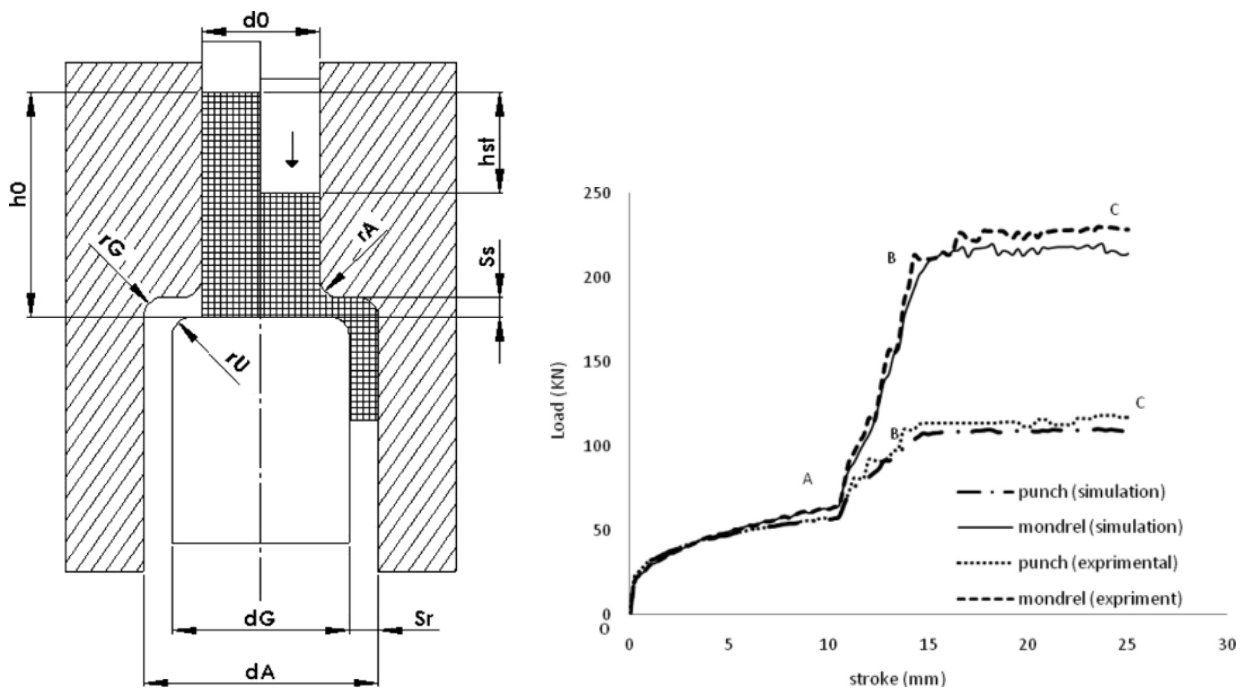 d0
h0
hst
rG
rA
Ss
rU
dG
Sr
dA
250
200
150
100
50
0
O
Load (KN)
A
B
B
C
C
punch (simulation)
mondrel (simulation)
punch (exprimental)
mondrel (expriment)
0
5
10
15
20
25
30
stroke (mm)